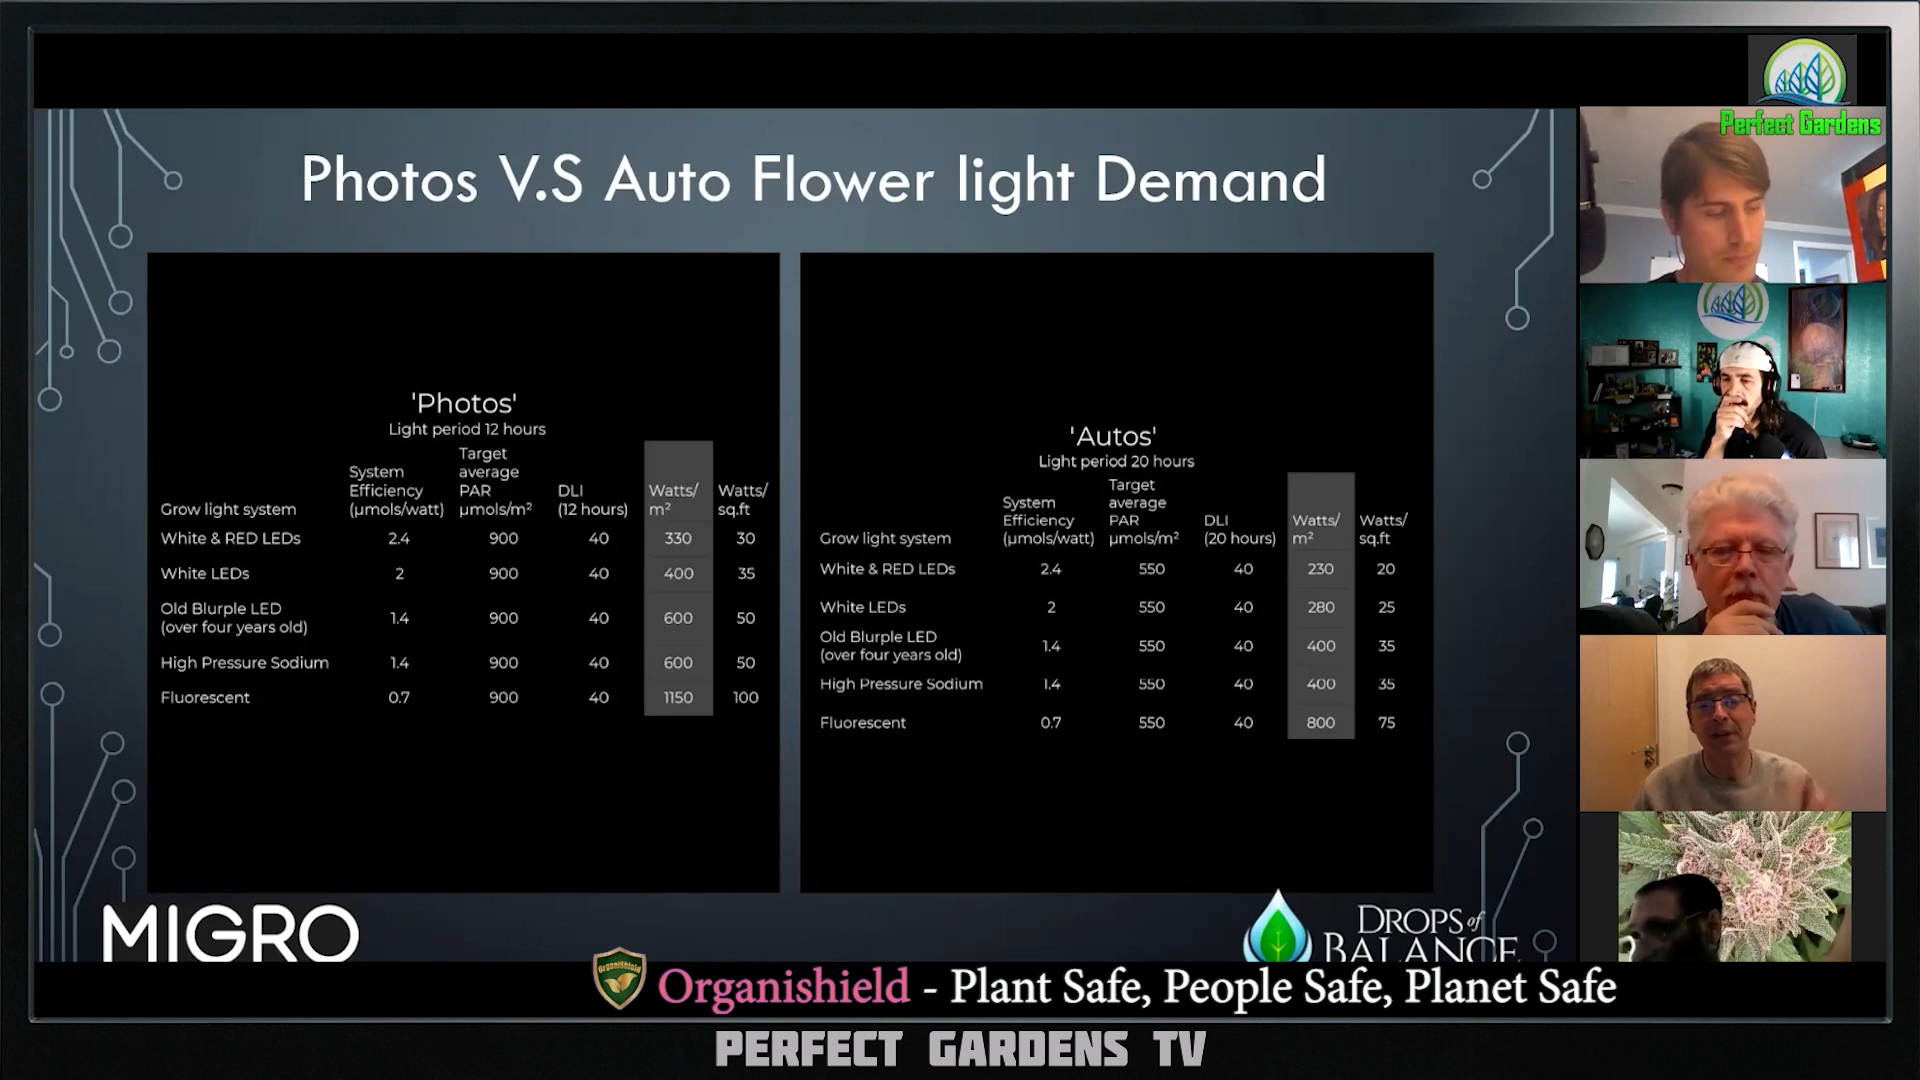 Perfect Gardens
Photos V.S Auto Flower light Demand
'Photos'
Light period 12 hours
Grow light system System Efficiency (µmols/watt) Target average PAR µmols/m² DLI (12 hours) Watts/ m² Watts/ sq.ft
White & RED LEDs 2.4 900 40 330 30
White LEDs 2 900 40 400 35
Old Blurple LED (over four years old) 1.4 900 40 600 50
High Pressure Sodium 1.4 900 40 600 50
Fluorescent 0.7 900 40 1150 100
'Autos'
Light period 20 hours
Grow light system System Efficiency (µmols/watt) Target average PAR µmols/m² DLI (20 hours) Watts/ m² Watts/ sq.ft
White & RED LEDs 2.4 550 40 230 20
White LEDs 2 550 40 280 25
Old Blurple LED (over four years old) 1.4 550 40 400 35
High Pressure Sodium 1.4 550 40 400 35
Fluorescent 0.7 550 40 800 75
MIGRO
DROPS of
BALANCE
OrganiShield
Organishield - Plant Safe, People Safe, Planet Safe
PERFECT GARDENS TV